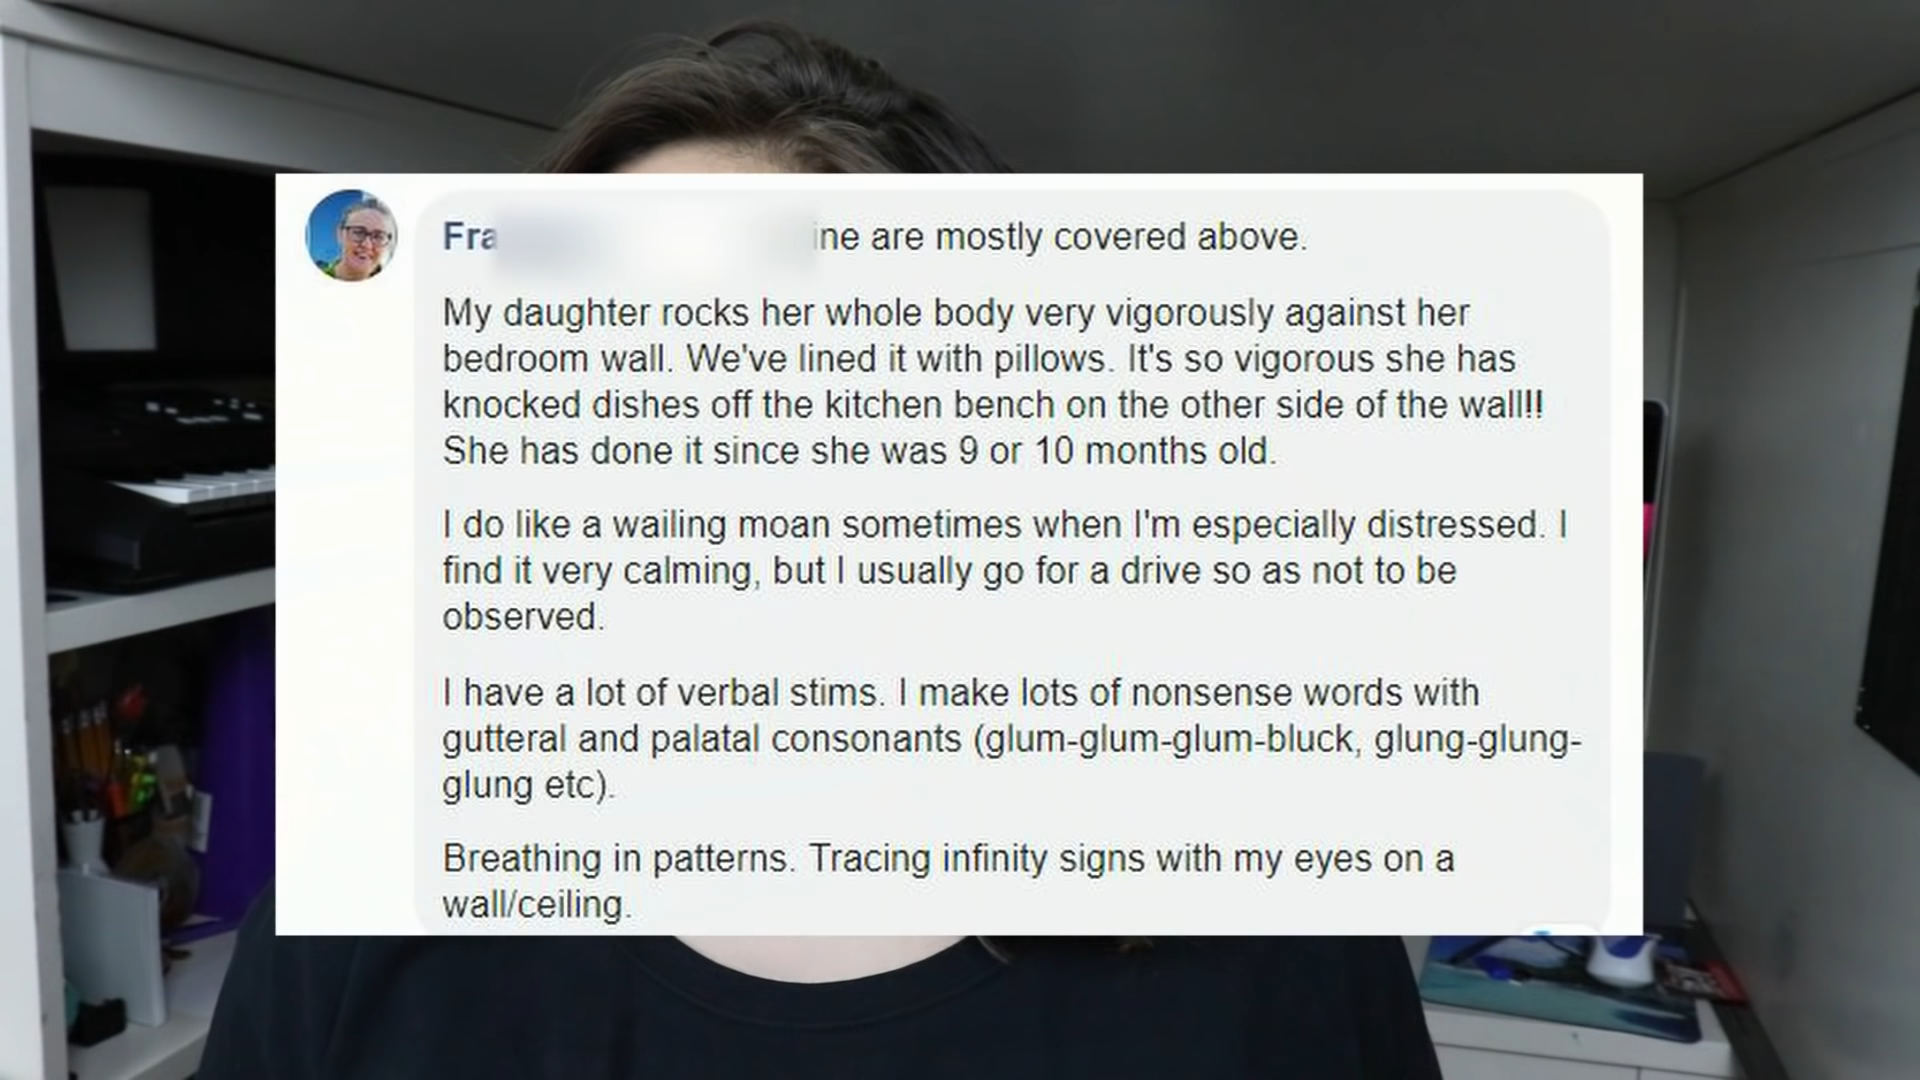 Fra ine are mostly covered above.
My daughter rocks her whole body very vigorously against her
bedroom wall. We've lined it with pillows. It's so vigorous she has
knocked dishes off the kitchen bench on the other side of the wall!!
She has done it since she was 9 or 10 months old.
I do like a wailing moan sometimes when I'm especially distressed. I
find it very calming, but I usually go for a drive so as not to be
observed.
I have a lot of verbal stims. I make lots of nonsense words with
gutteral and palatal consonants (glum-glum-glum-bluck, glung-glung-
glung etc).
Breathing in patterns. Tracing infinity signs with my eyes on a
wall/ceiling.